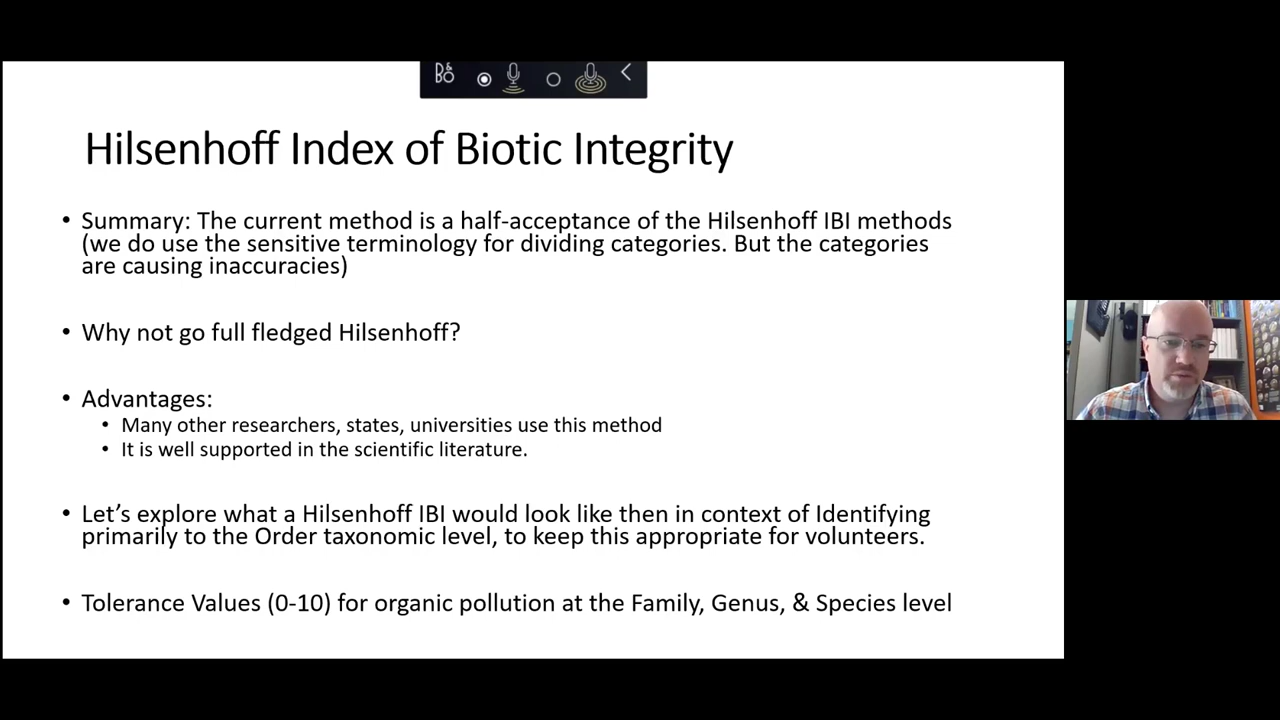 B&O
Hilsenhoff Index of Biotic Integrity
• Summary: The current method is a half-acceptance of the Hilsenhoff IBI methods
(we do use the sensitive terminology for dividing categories. But the categories
are causing inaccuracies)
• Why not go full fledged Hilsenhoff?
• Advantages:
• Many other researchers, states, universities use this method
• It is well supported in the scientific literature.
• Let’s explore what a Hilsenhoff IBI would look like then in context of Identifying
primarily to the Order taxonomic level, to keep this appropriate for volunteers.
• Tolerance Values (0-10) for organic pollution at the Family, Genus, & Species level